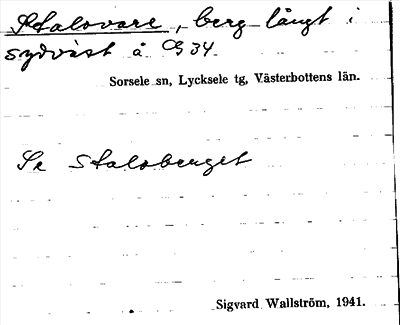 Stalovare, berg långt i
sydväst å G 34.
Sorsele sn, Lycksele tg, Västerbottens län.
Se Staloberget
Sigvard Wallström, 1941.